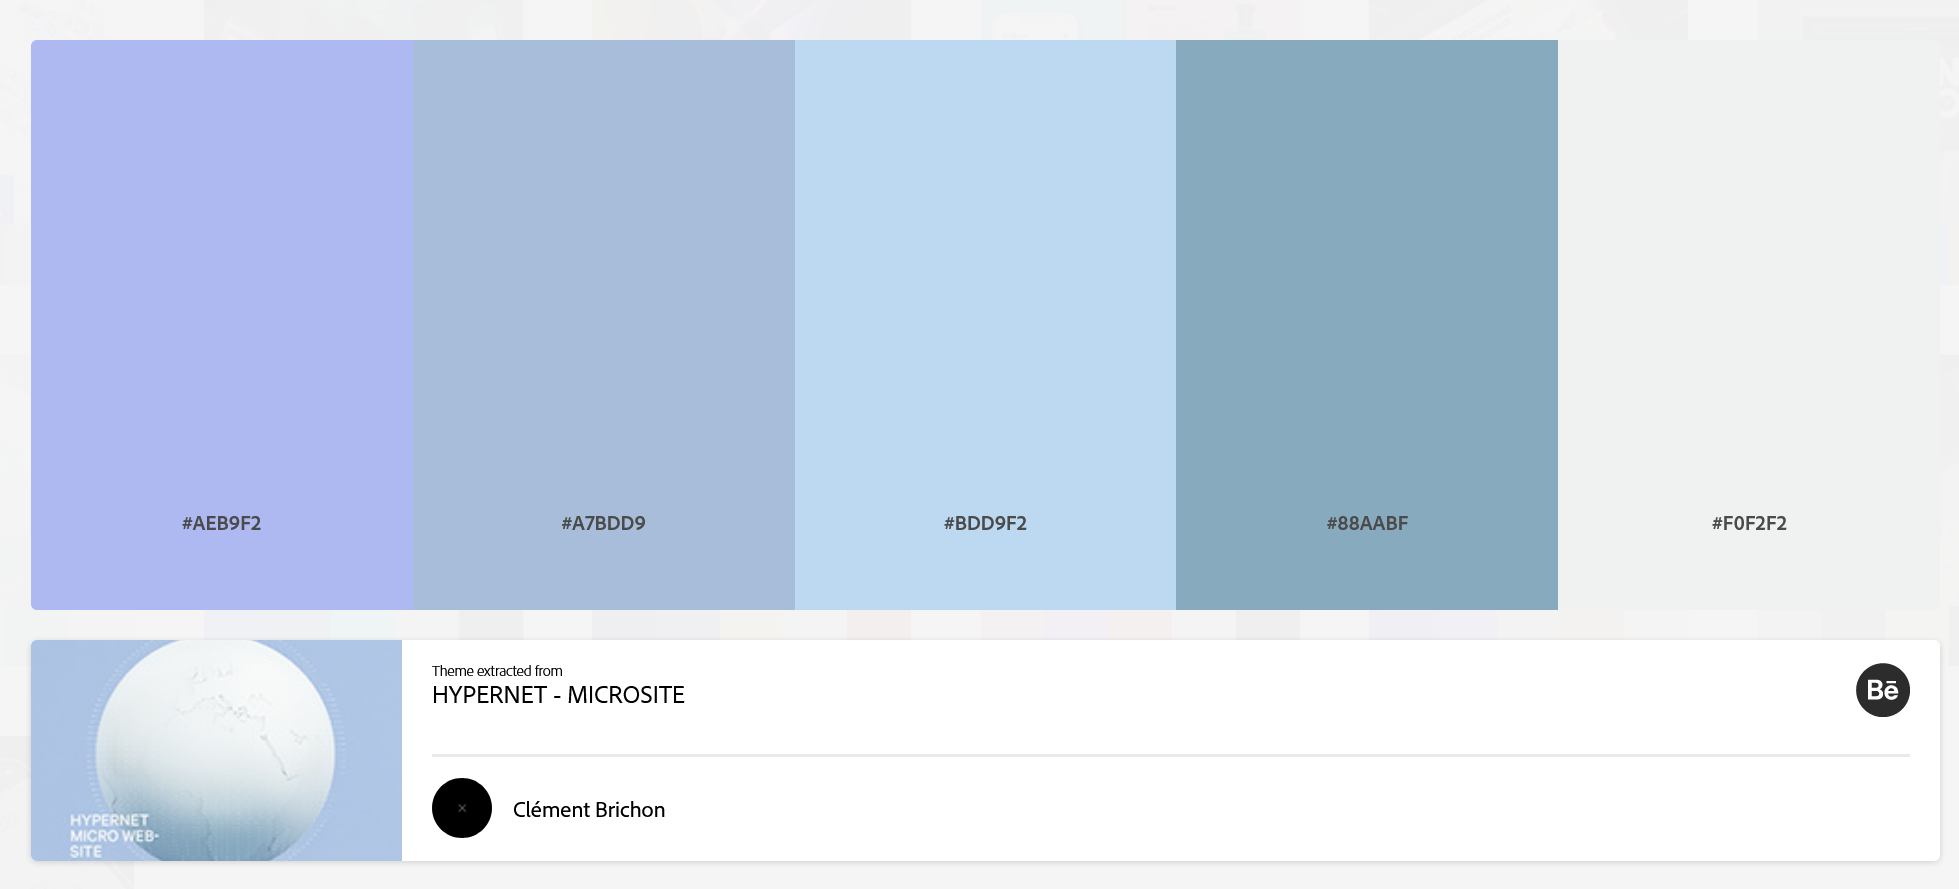 #AEB9F2
#A7BDD9
#BDD9F2
#88AABF
#F0F2F2
HYPERNET
MICRO WEB-
SITE
Theme extracted from
HYPERNET - MICROSITE
Bē
Clément Brichon